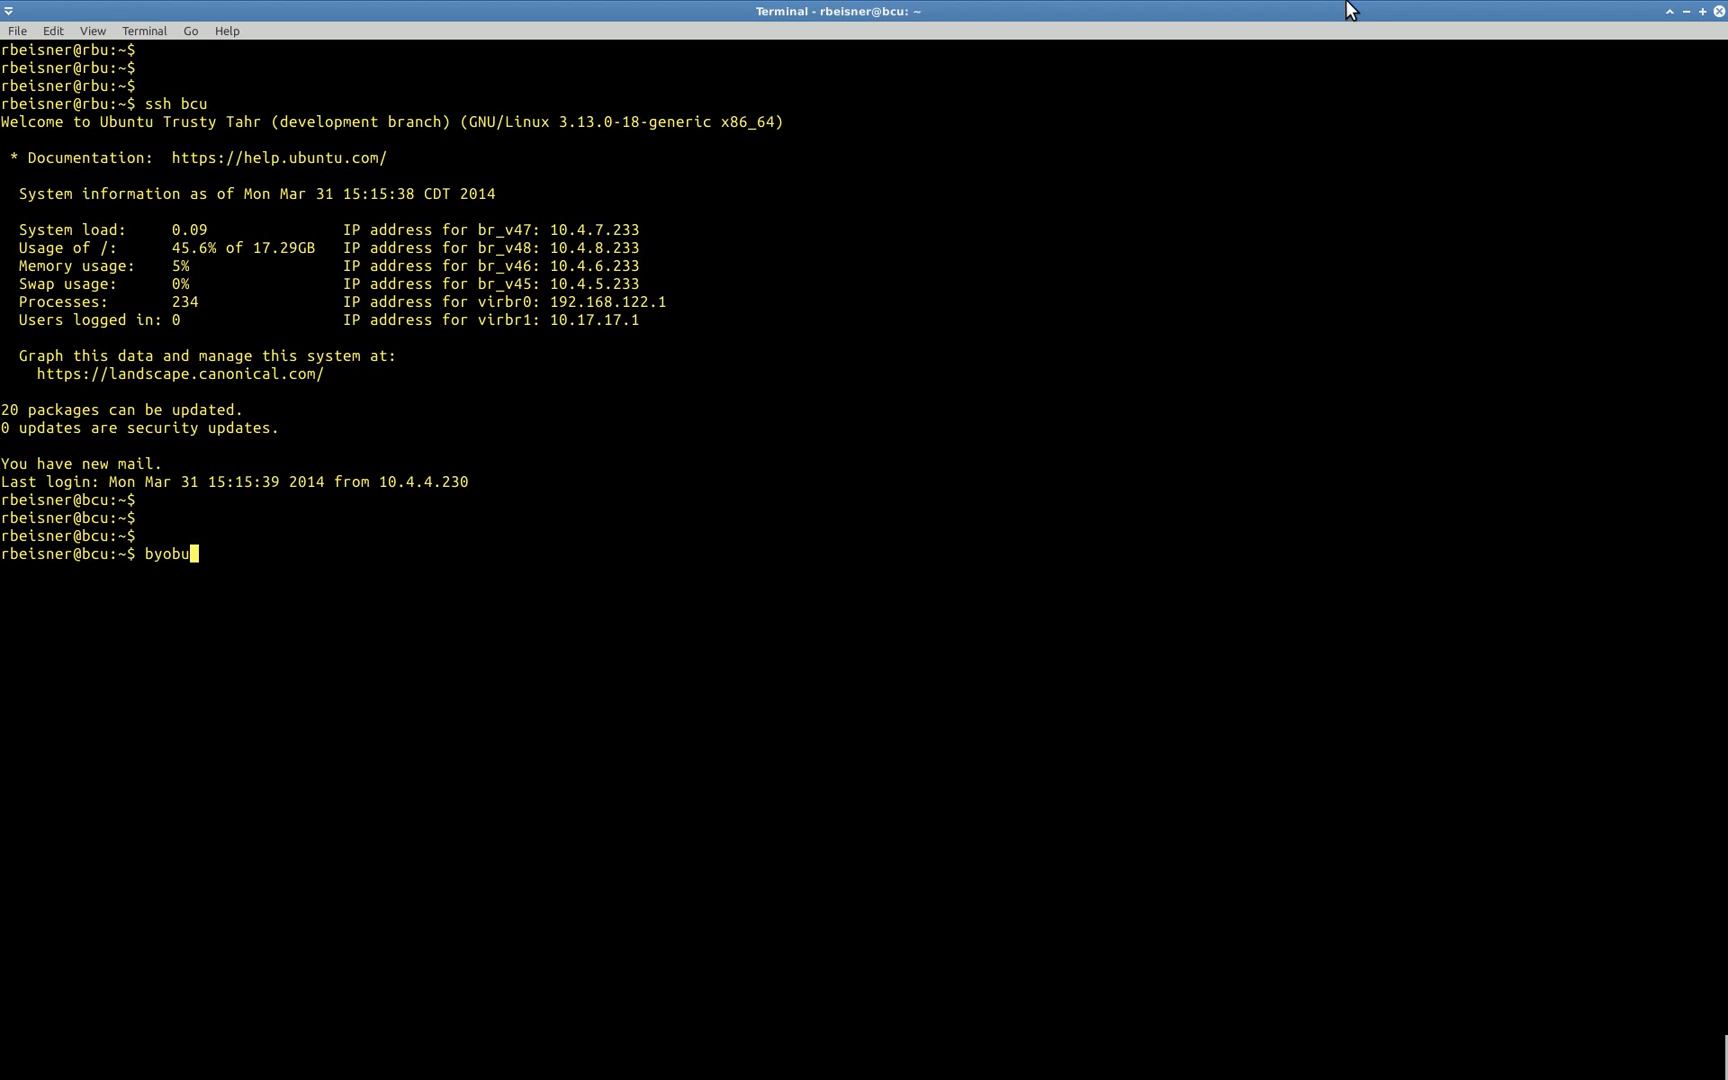 Terminal - rbeisner@bcu: ~
File Edit View Terminal Go Help
rbeisner@rbu:~$
rbeisner@rbu:~$
rbeisner@rbu:~$
rbeisner@rbu:~$ ssh bcu
Welcome to Ubuntu Trusty Tahr (development branch) (GNU/Linux 3.13.0-18-generic x86_64)
* Documentation:  https://help.ubuntu.com/
System information as of Mon Mar 31 15:15:38 CDT 2014
System load:    0.09    IP address for br_v47: 10.4.7.233
Usage of /:     45.6% of 17.29GB    IP address for br_v48: 10.4.8.233
Memory usage:   5%    IP address for br_v46: 10.4.6.233
Swap usage:     0%    IP address for br_v45: 10.4.5.233
Processes:      234    IP address for virbr0: 192.168.122.1
Users logged in: 0    IP address for virbr1: 10.17.17.1
Graph this data and manage this system at:
https://landscape.canonical.com/
20 packages can be updated.
0 updates are security updates.
You have new mail.
Last login: Mon Mar 31 15:15:39 2014 from 10.4.4.230
rbeisner@bcu:~$
rbeisner@bcu:~$
rbeisner@bcu:~$
rbeisner@bcu:~$ byobu